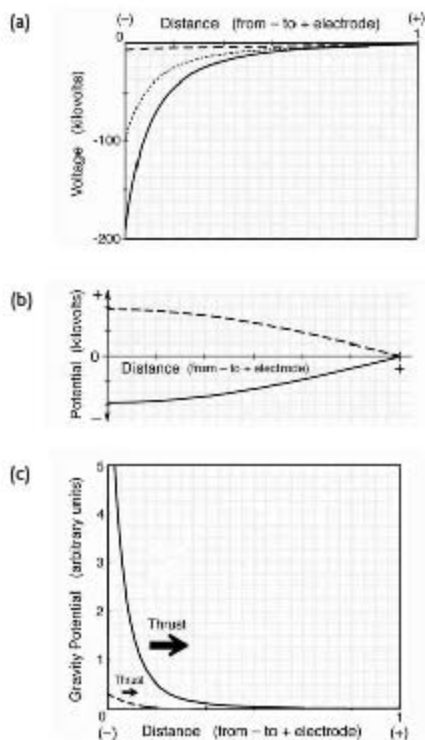 (a)
(–) Distance (from – to + electrode) (+)
0 1
Voltage (kilovolts)
-100
-200
(b)
Potential (kilovolts)
+
0
–
Distance (from – to + electrode)
+
(c)
Gravity Potential (arbitrary units)
5
4
3
2
1
Thrust
Thrust
0 1
(–) Distance (from – to + electrode) (+)